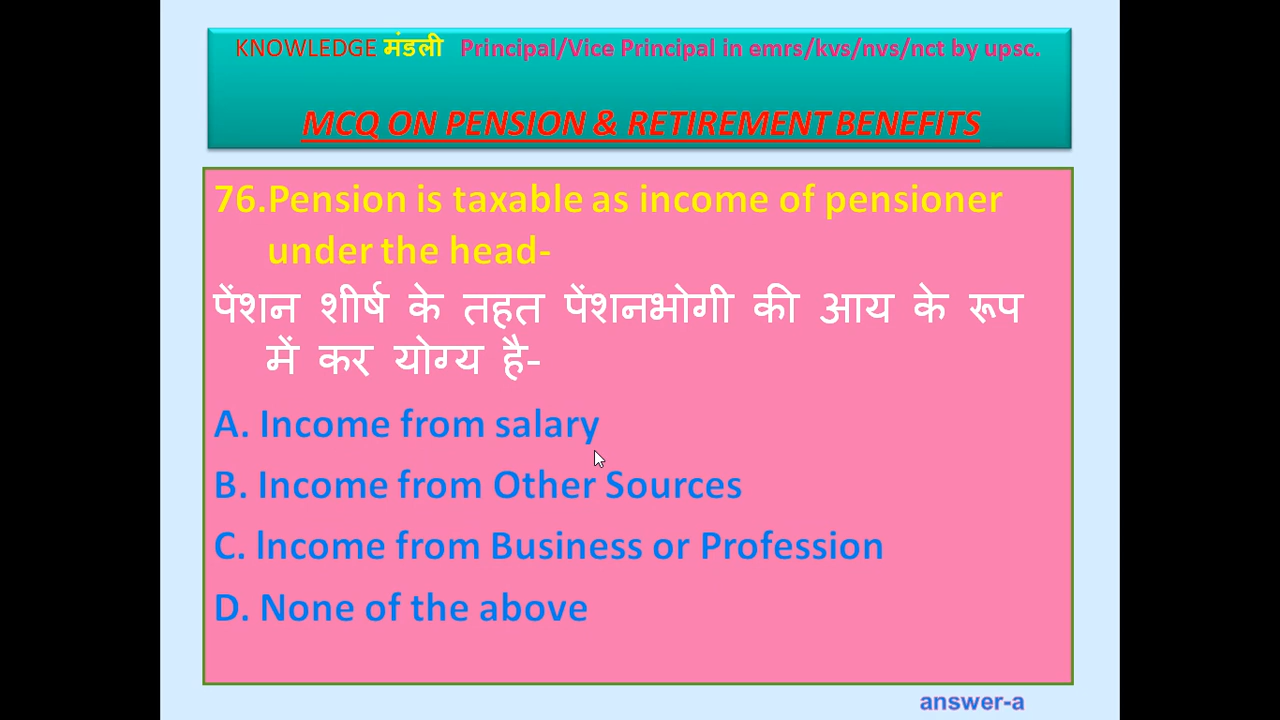 KNOWLEDGE मंडली Principal/Vice Principal in emrs/kvs/nvs/nct by upsc.
MCQ ON PENSION & RETIREMENT BENEFITS
76.Pension is taxable as income of pensioner
under the head-
पेंशन शीर्ष के तहत पेंशनभोगी की आय के रूप
में कर योग्य है-
A. Income from salary
B. Income from Other Sources
C. lncome from Business or Profession
D. None of the above
answer-a